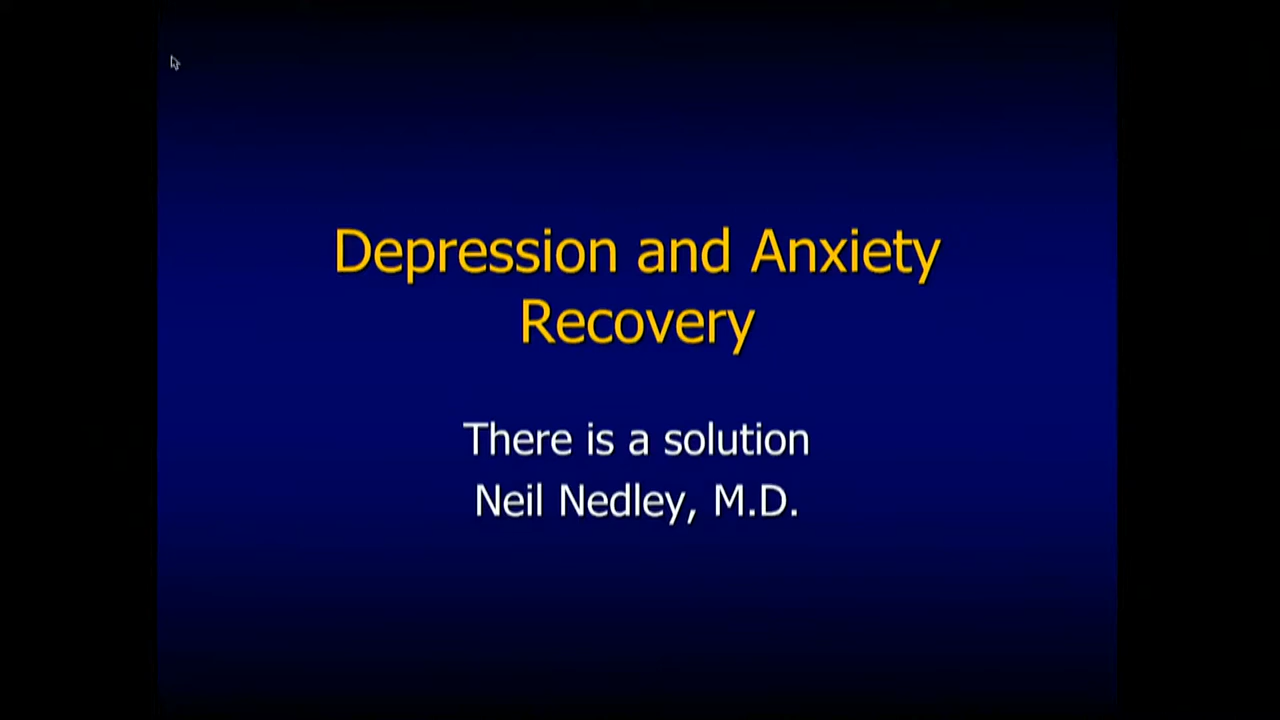 Depression and Anxiety
Recovery
There is a solution
Neil Nedley, M.D.